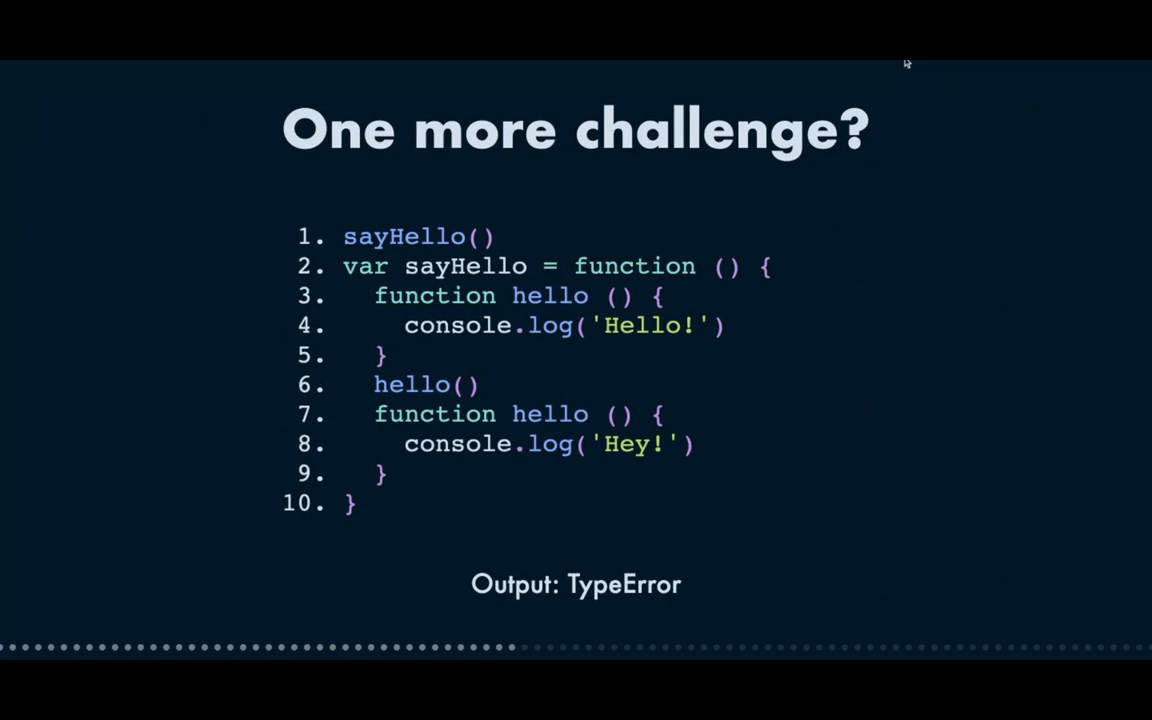 One more challenge?
1. sayHello()
2. var sayHello = function () {
3.   function hello () {
4.     console.log('Hello!')
5.   }
6.   hello()
7.   function hello () {
8.     console.log('Hey!')
9.   }
10. }
Output: TypeError